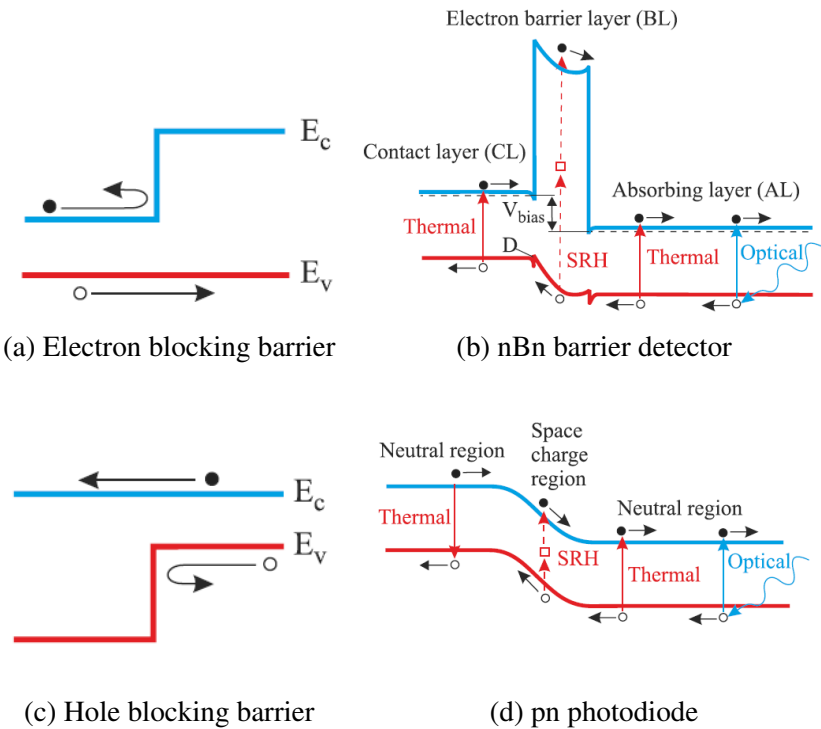 E_c
E_v
(a) Electron blocking barrier
Electron barrier layer (BL)
Contact layer (CL)
Absorbing layer (AL)
V_bias
Thermal
D
SRH
Thermal
Optical
(b) nBn barrier detector
E_c
E_v
(c) Hole blocking barrier
Neutral region
Space
charge
region
Neutral region
Thermal
SRH
Thermal
Optical
(d) pn photodiode